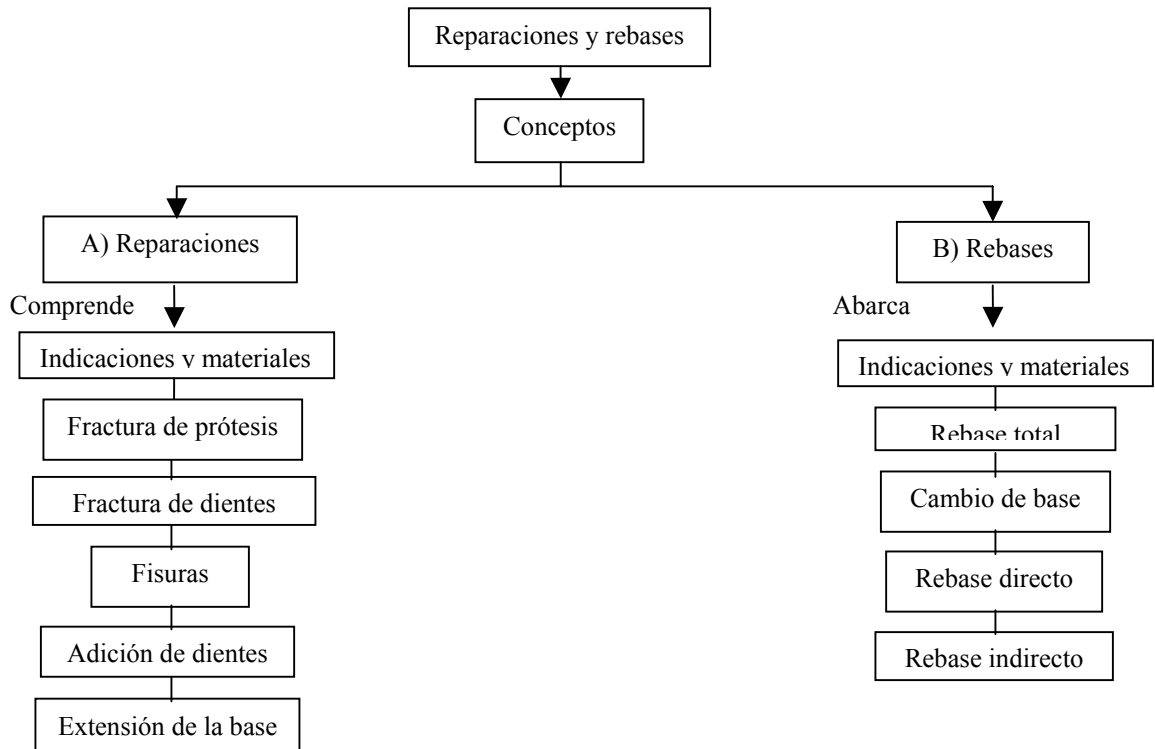 Reparaciones y rebases
Conceptos
A) Reparaciones
Comprende
Indicaciones y materiales
Fractura de prótesis
Fractura de dientes
Fisuras
Adición de dientes
Extensión de la base
B) Rebases
Abarca
Indicaciones y materiales
Rebase total
Cambio de base
Rebase directo
Rebase indirecto